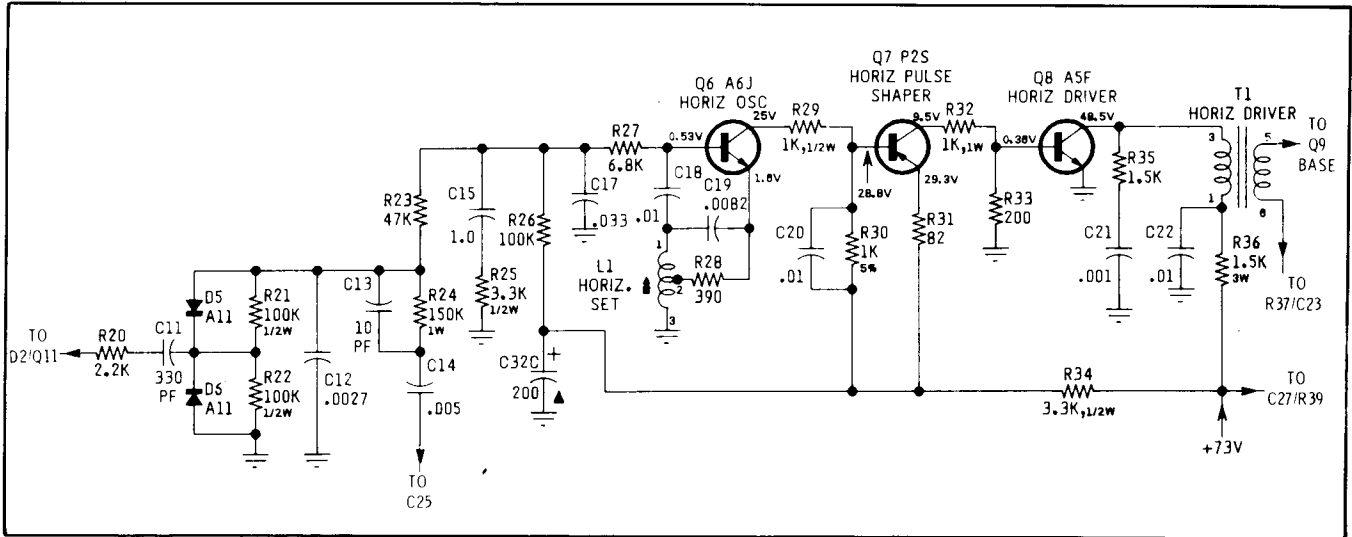 Q6 A6J
HORIZ OSC
Q7 P2S
HORIZ PULSE
SHAPER
Q8 A5F
HORIZ DRIVER
T1
HORIZ DRIVER
25V
R29
1K,1/2W
9.5V
R32
1K,1W
48.5V
3
5
TO
Q9
BASE
R27
6.8K
0.53V
1.8V
28.8V
29.3V
0.36V
R35
1.5K
1
6
R23
47K
C15
1.0
R26
100K
C17
.033
C18
.01
C19
.0082
C20
.01
R30
1K
5%
R31
82
R33
200
C21
.001
C22
.01
R36
1.5K
3W
TO
R37/C23
R25
3.3K
1/2W
1
L1
HORIZ.
SET
2
3
R28
390
D5
A11
R21
100K
1/2W
C13
10
PF
R24
150K
1W
TO
D2/Q11
R20
2.2K
C11
330
PF
D6
A11
R22
100K
1/2W
C12
.0027
C14
.005
C32C
200
+
R34
3.3K,1/2W
TO
C27/R39
+73V
TO
C25